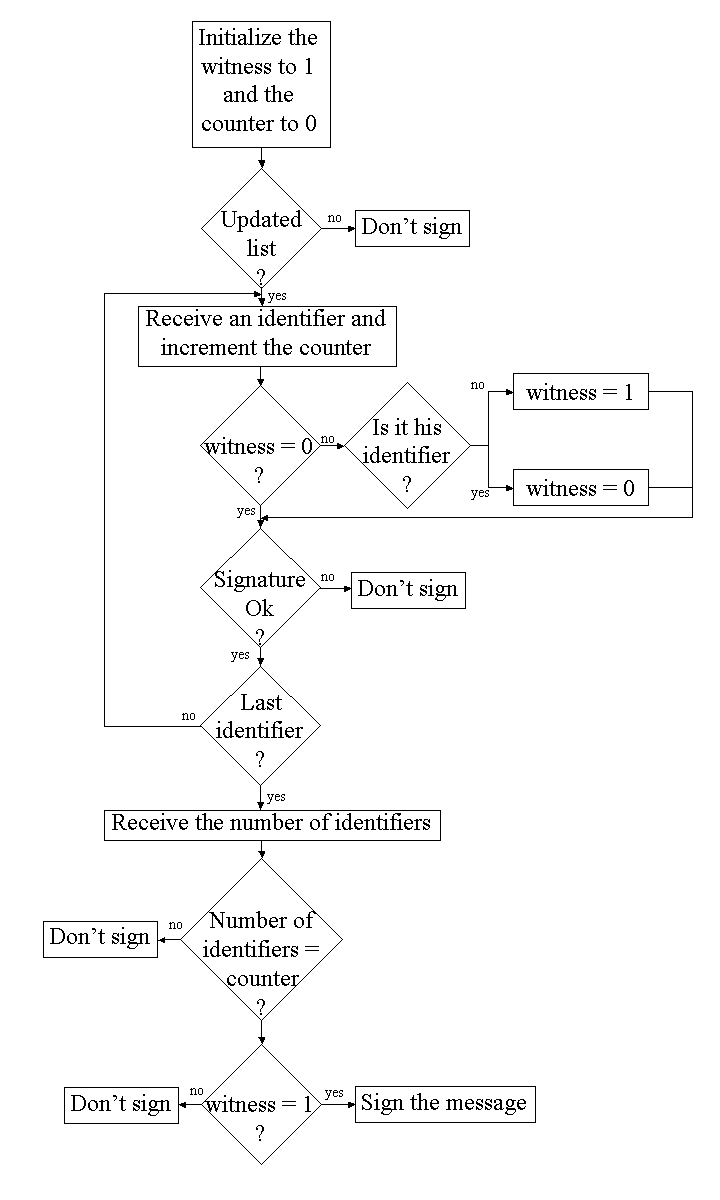 Initialize the
witness to 1
and the
counter to 0
Updated
list
?
no
Don't sign
yes
Receive an identifier and
increment the counter
witness = 0
?
no
Is it his
identifier
?
no
witness = 1
yes
witness = 0
yes
Signature
Ok
?
no
Don't sign
yes
Last
identifier
?
no
yes
Receive the number of identifiers
Number of
identifiers =
counter
?
no
Don't sign
witness = 1
?
no
Don't sign
yes
Sign the message